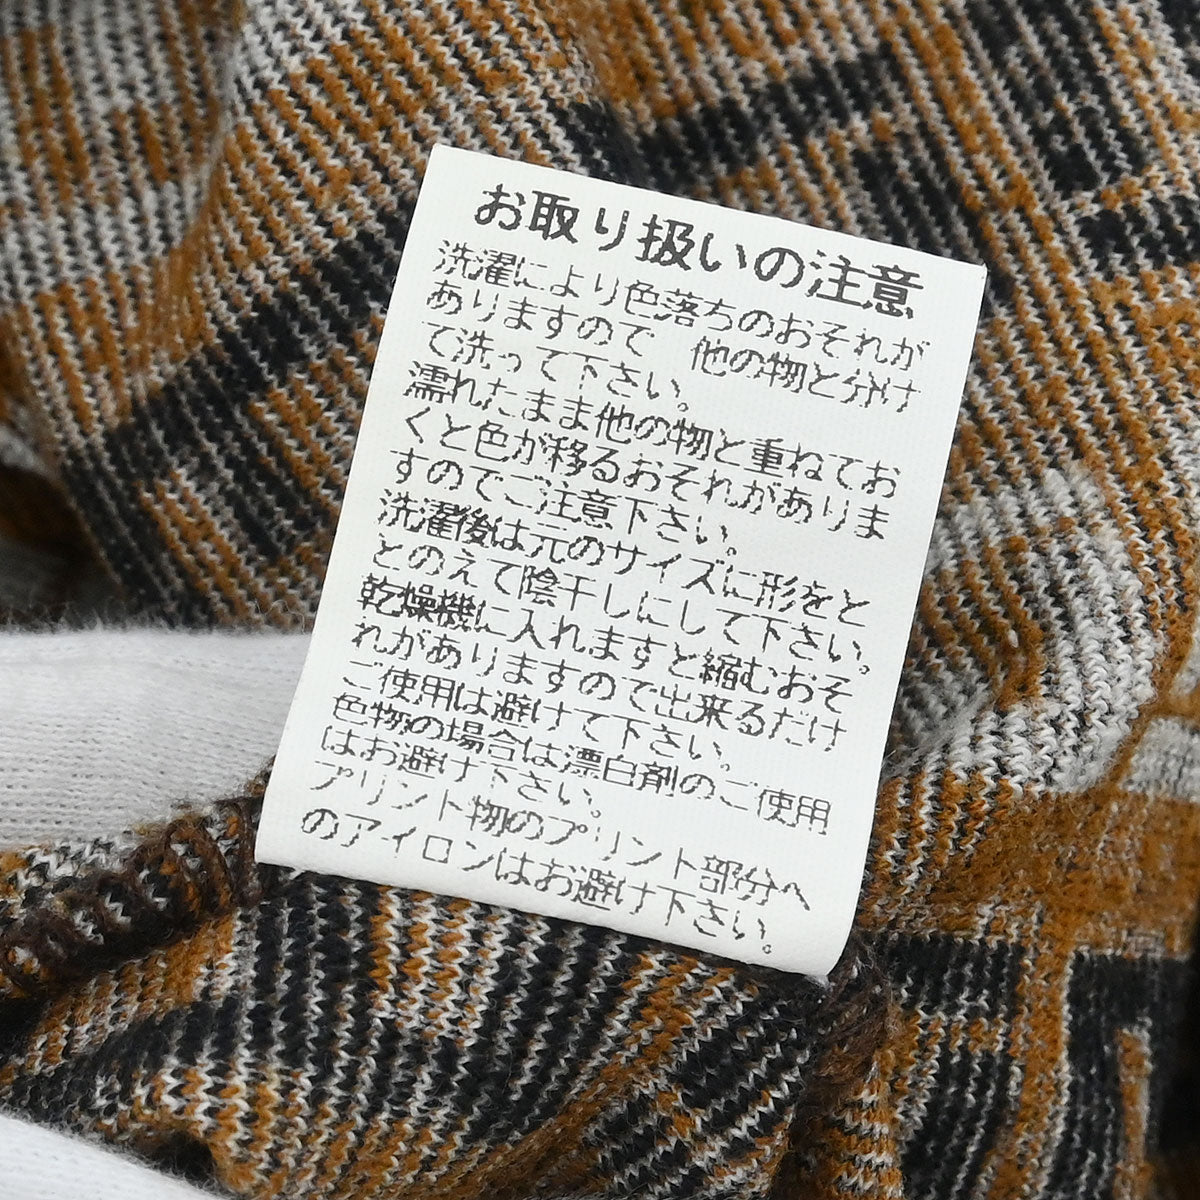 お取り扱いの注意
洗濯により色落ちのおそれが
ありますので　他の物と分け
て洗って下さい。
濡れたまま他の物と重ねてお
くと色が移るおそれがありま
すのでご注意下さい。
洗濯後は元のサイズに形をと
とのえて陰干しにして下さい。
乾燥機に入れますと縮むおそ
れがありますので出来るだけ
ご使用は避けて下さい。
色物の場合は漂白剤のご使用
はお避け下さい。
プリント物のプリント部分へ
のアイロンはお避け下さい。